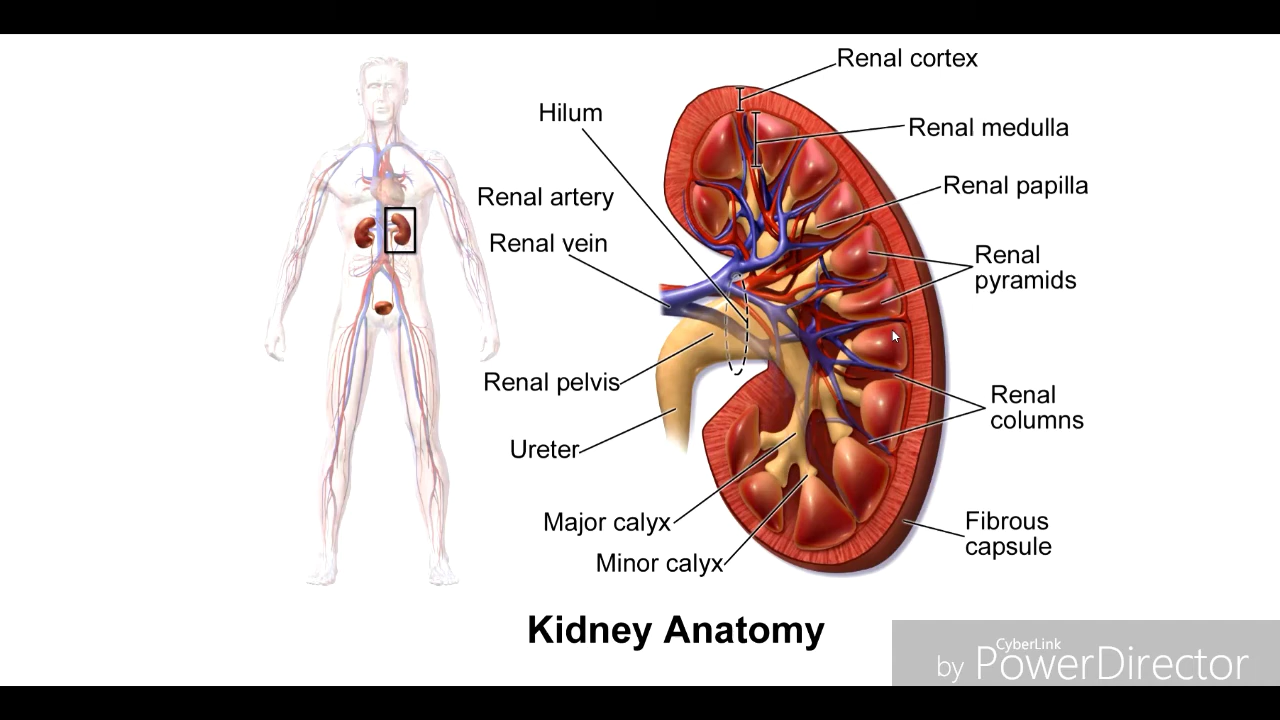 Renal cortex
Hilum
Renal medulla
Renal artery
Renal papilla
Renal vein
Renal
pyramids
Renal pelvis
Renal
columns
Ureter
Major calyx
Fibrous
capsule
Minor calyx
Kidney Anatomy
CyberLink
by PowerDirector